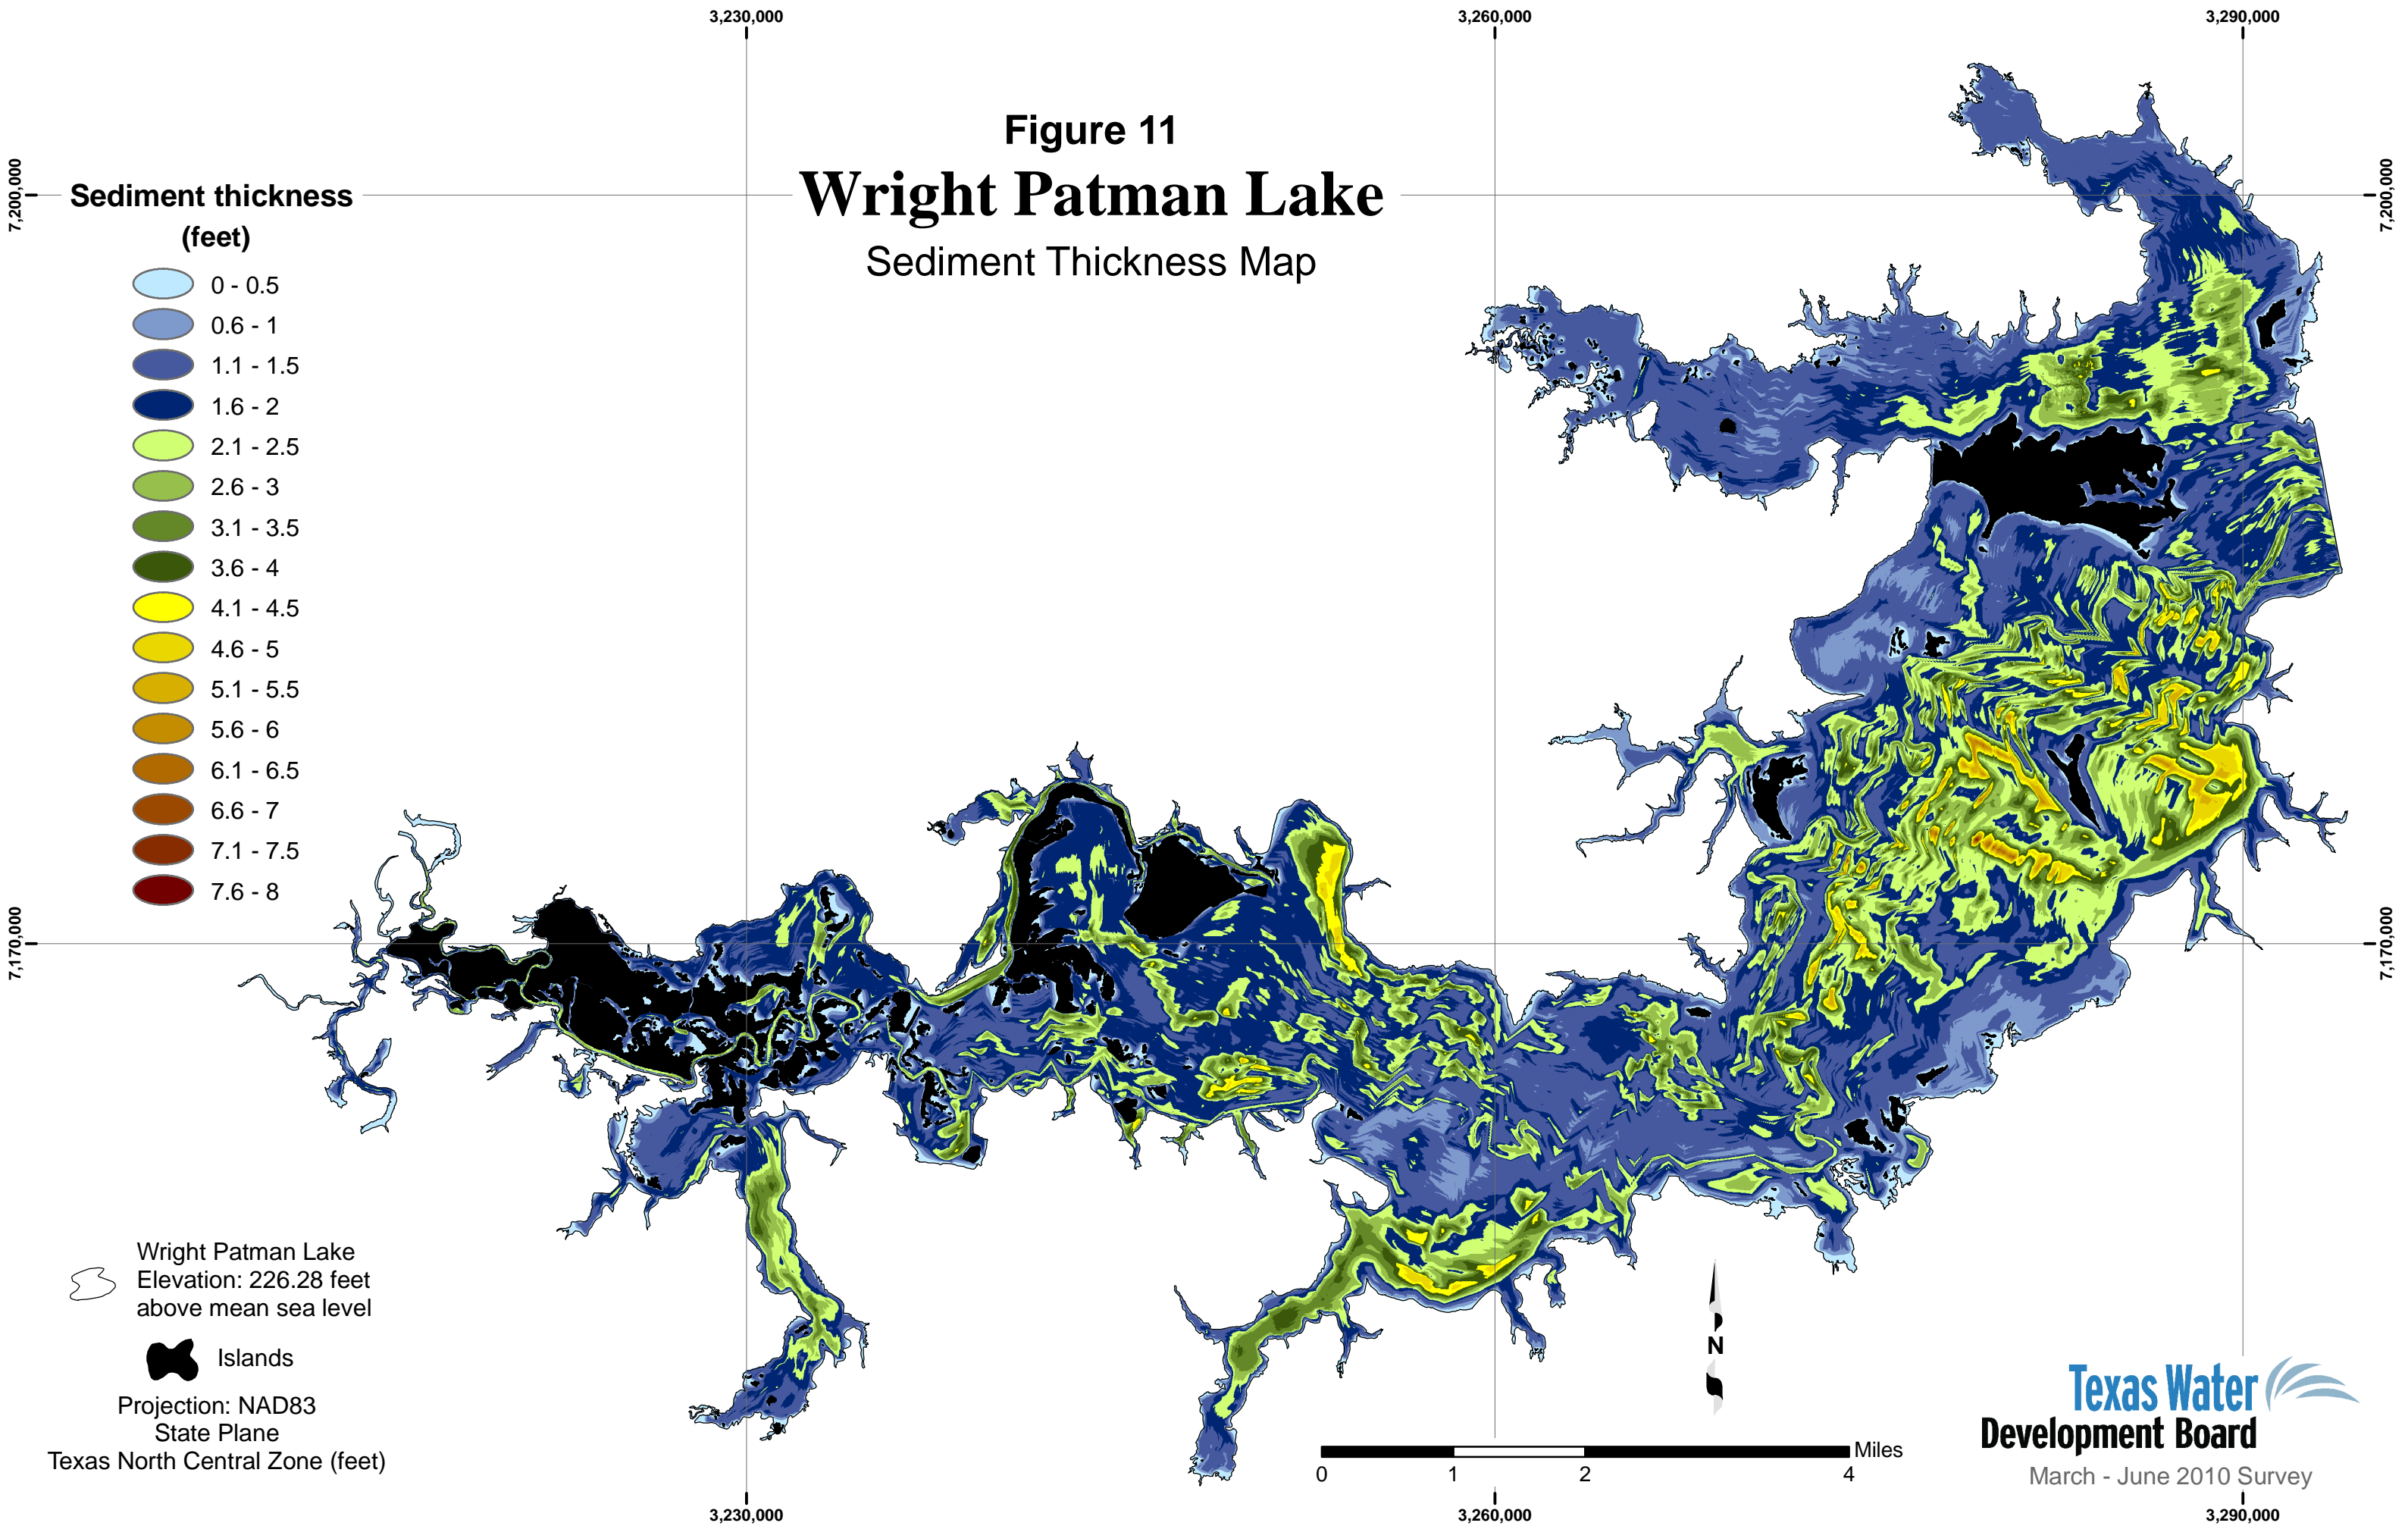 3,230,000
3,260,000
3,290,000
Figure 11
Wright Patman Lake
Sediment Thickness Map
7,200,000
7,200,000
Sediment thickness
(feet)
0 - 0.5
0.6 - 1
1.1 - 1.5
1.6 - 2
2.1 - 2.5
2.6 - 3
3.1 - 3.5
3.6 - 4
4.1 - 4.5
4.6 - 5
5.1 - 5.5
5.6 - 6
6.1 - 6.5
6.6 - 7
7.1 - 7.5
7.6 - 8
7,170,000
7,170,000
Wright Patman Lake
Elevation: 226.28 feet
above mean sea level
Islands
Projection: NAD83
State Plane
Texas North Central Zone (feet)
N
Miles
0
1
2
4
Texas Water
Development Board
March - June 2010 Survey
3,230,000
3,260,000
3,290,000